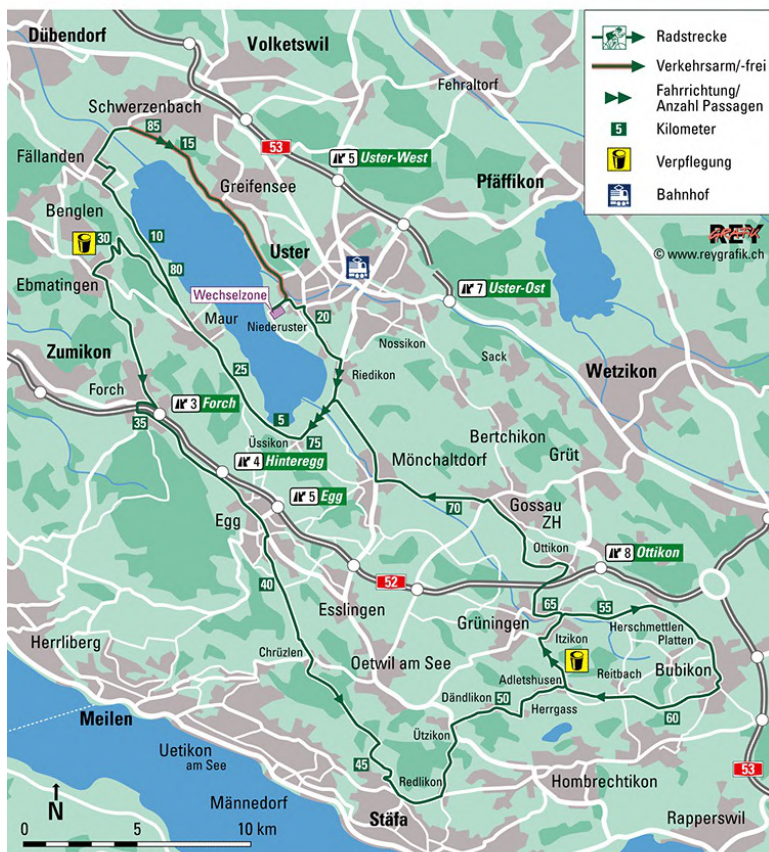 Dübendorf
Volketswil
Fehraltorf
Schwerzenbach
85
15
53
5 Uster-West
Fällanden
Greifensee
Pfäffikon
Benglen
30
10
Uster
80
Ebmatingen
Wechselzone
20
7 Uster-Ost
Maur
Niederuster
Nossikon
Sack
Zumikon
25
Riedikon
Wetzikon
Forch
3 Forch
35
5
75
Üssikon
Bertchikon
4 Hinteregg
Mönchaltdorf
Grüt
5 Egg
Egg
70
Gossau
ZH
Ottikon
8 Ottikon
40
52
Esslingen
65
55
Grüningen
Herschmettlen
Herrliberg
Itzikon
Platten
Chrüzlen
Oetwil am See
Reitbach
Bubikon
Adletshusen
Meilen
Dändlikon
50
Herrgass
60
Uetikon
am See
Ützikon
45
53
Redlikon
Hombrechtikon
Männedorf
Stäfa
Rapperswil
N
0
5
10 km
Radstrecke
Verkehrsarm/-frei
Fahrrichtung/
Anzahl Passagen
5
Kilometer
Verpflegung
Bahnhof
REY
GRAFIK
© www.reygrafik.ch